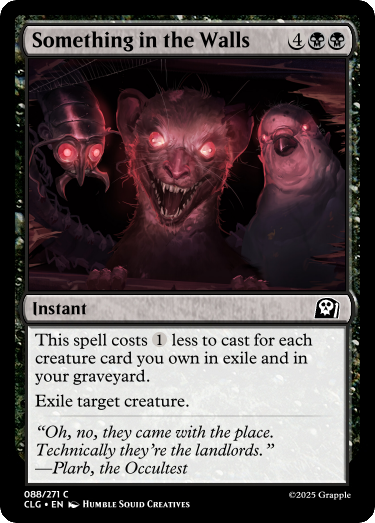 Something in the Walls 4
Instant
This spell costs 1 less to cast for each
creature card you own in exile and in
your graveyard.
Exile target creature.
“Oh, no, they came with the place.
Technically they’re the landlords.”
—Plarb, the Occultest
088/271 C
CLG • EN Humble Squid Creatives
©2025 Grapple